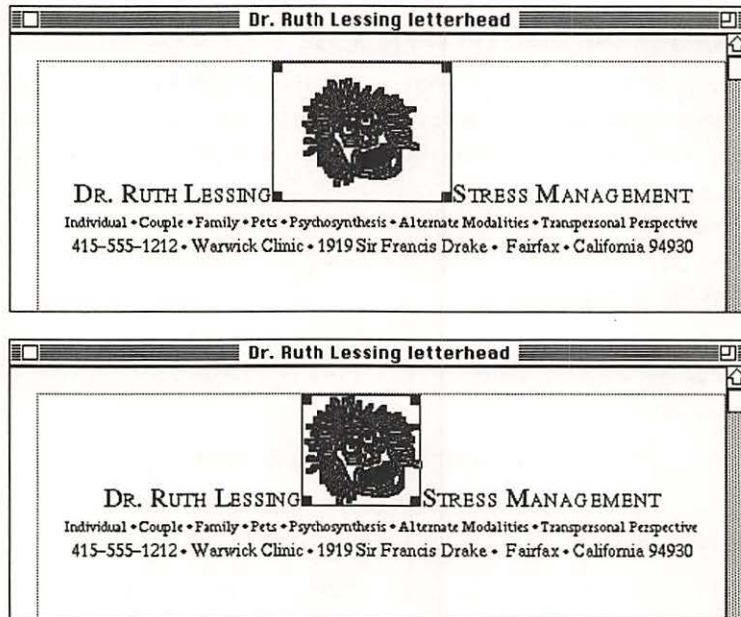 Dr. Ruth Lessing letterhead
DR. RUTH LESSING STRESS MANAGEMENT
Individual • Couple • Family • Pets • Psychosynthesis • Alternate Modalities • Transpersonal Perspective
415–555–1212 • Warwick Clinic • 1919 Sir Francis Drake • Fairfax • California 94930
Dr. Ruth Lessing letterhead
DR. RUTH LESSING STRESS MANAGEMENT
Individual • Couple • Family • Pets • Psychosynthesis • Alternate Modalities • Transpersonal Perspective
415–555–1212 • Warwick Clinic • 1919 Sir Francis Drake • Fairfax • California 94930